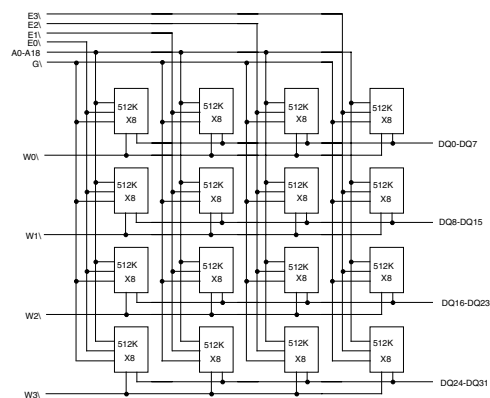 E3\
E2\
E1\
E0\
A0-A18
G\
512K 512K 512K 512K
X8 X8 X8 X8
DQ0-DQ7
W0\
512K 512K 512K 512K
X8 X8 X8 X8
DQ8-DQ15
W1\
512K 512K 512K 512K
X8 X8 X8 X8
DQ16-DQ23
W2\
512K 512K 512K 512K
X8 X8 X8 X8
DQ24-DQ31
W3\